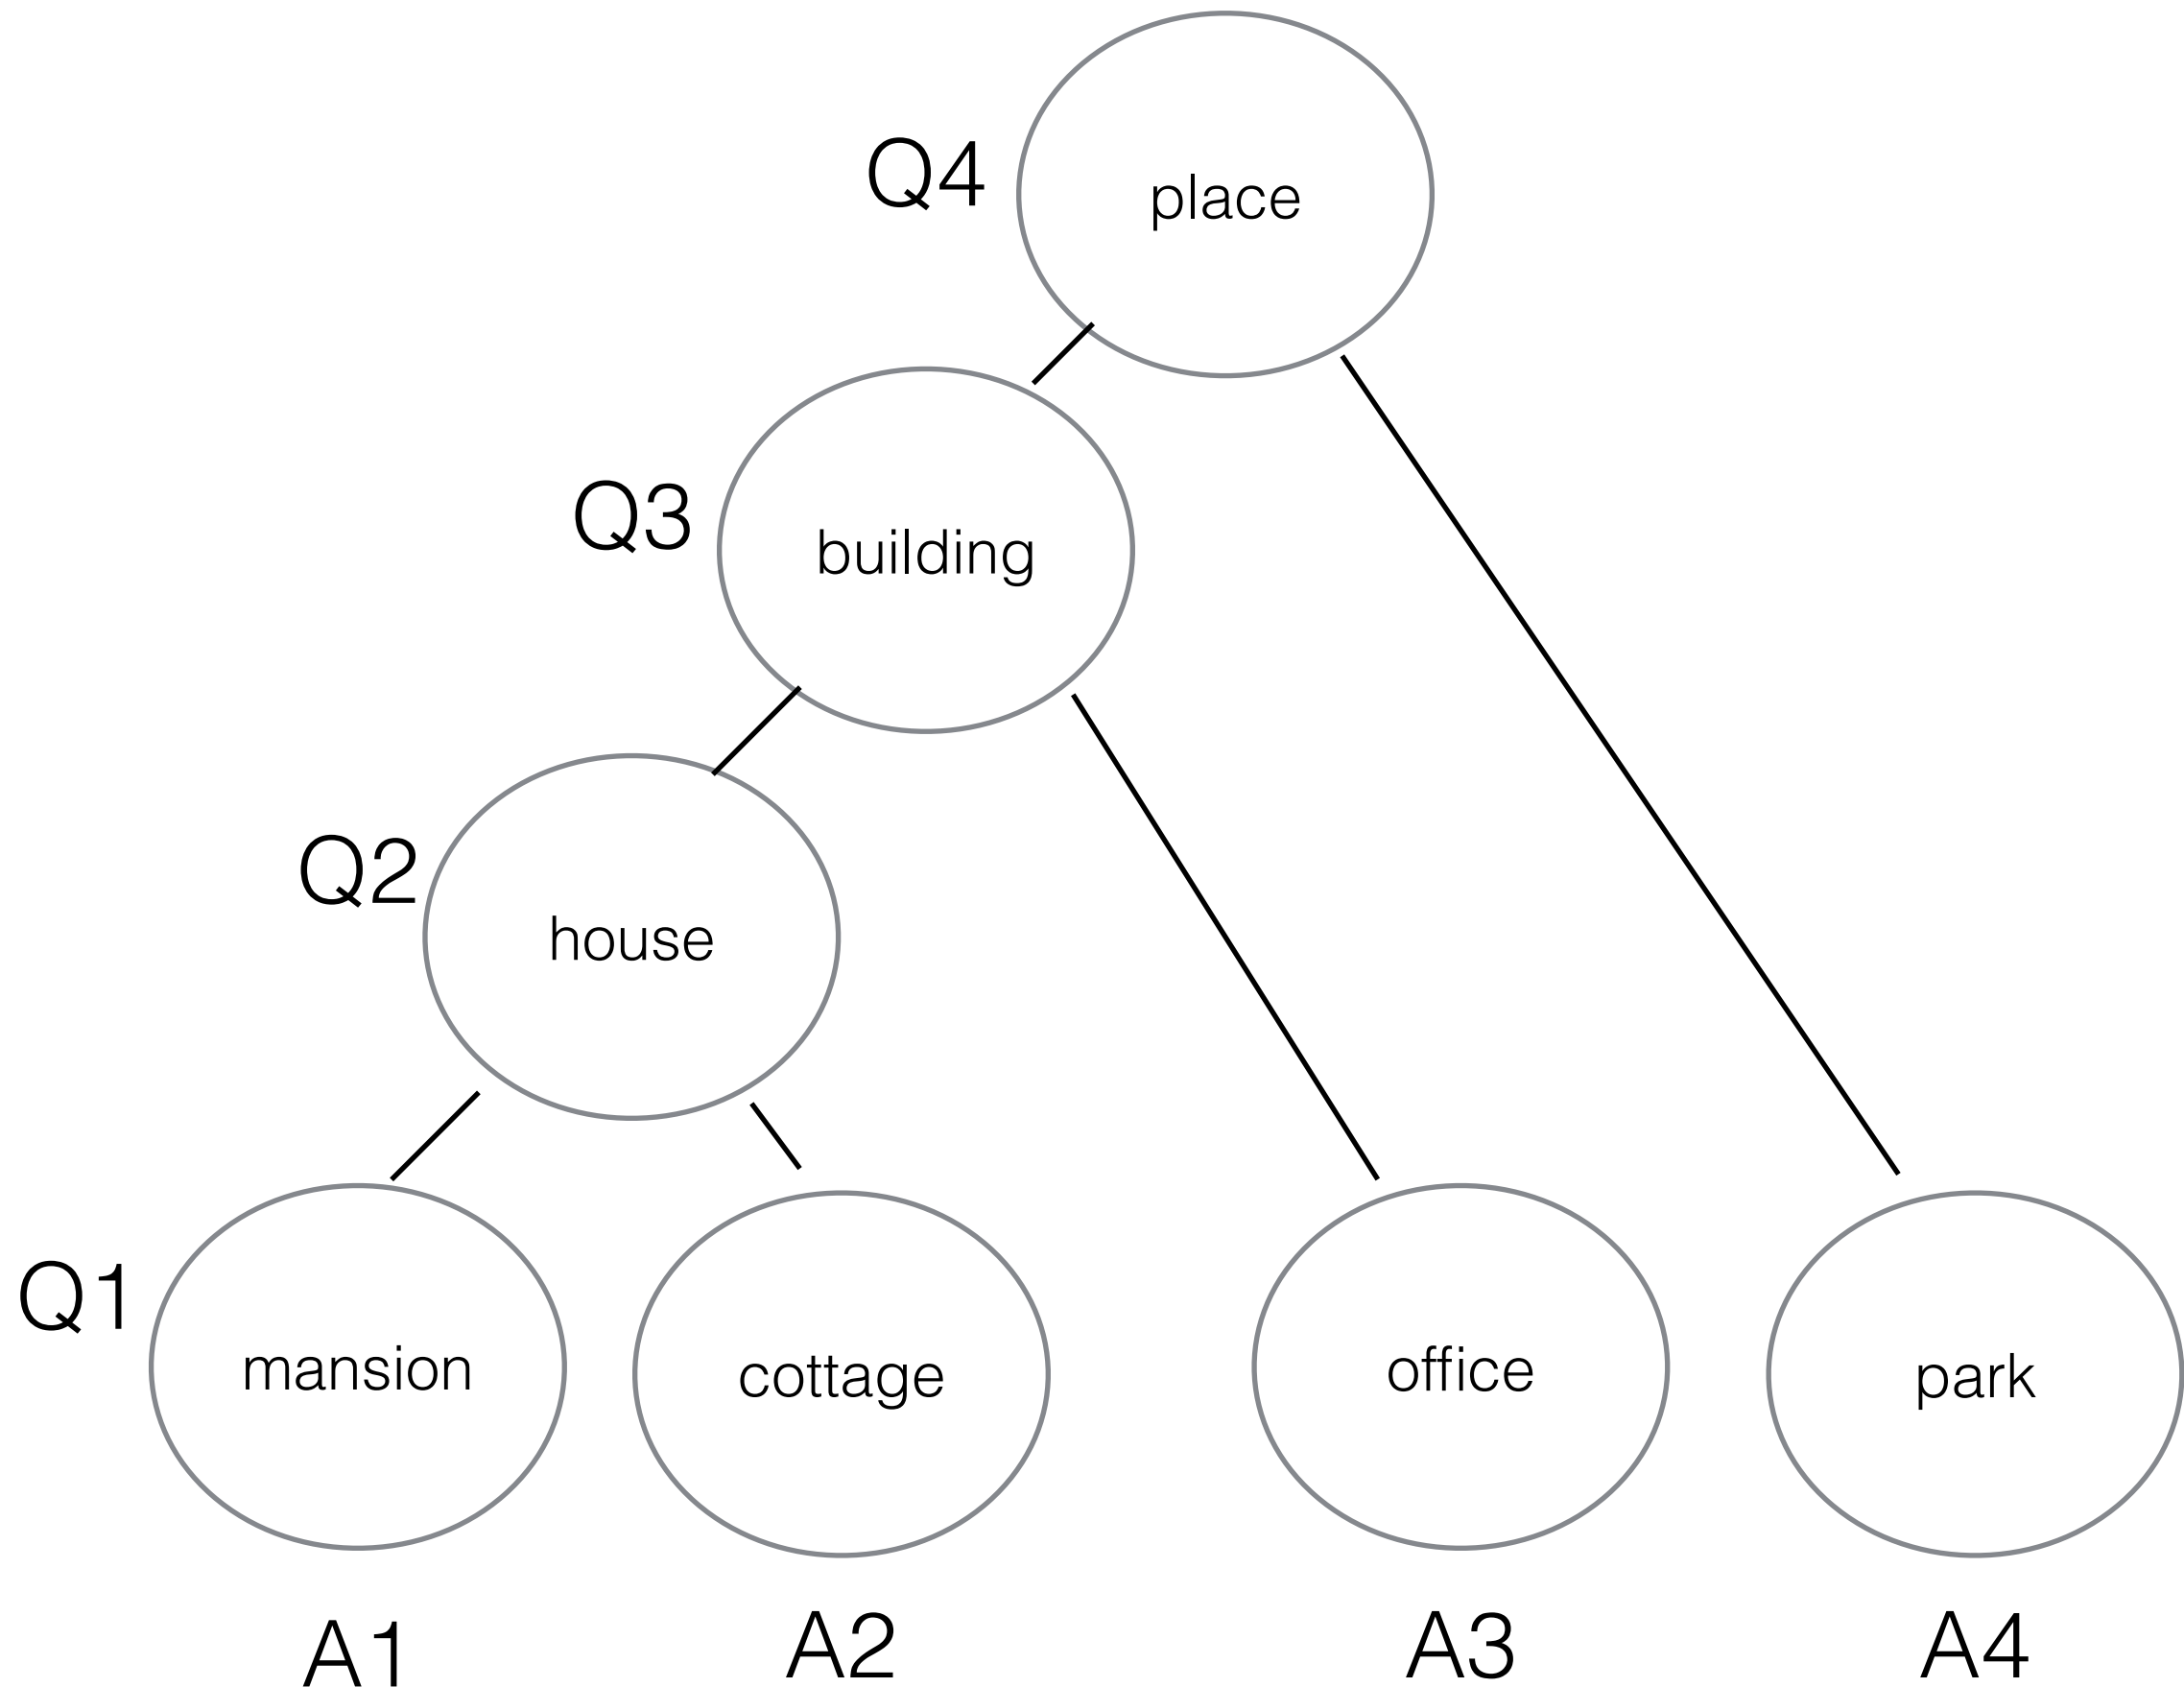 Q4
place
Q3
building
Q2
house
Q1
mansion
cottage
office
park
A1
A2
A3
A4